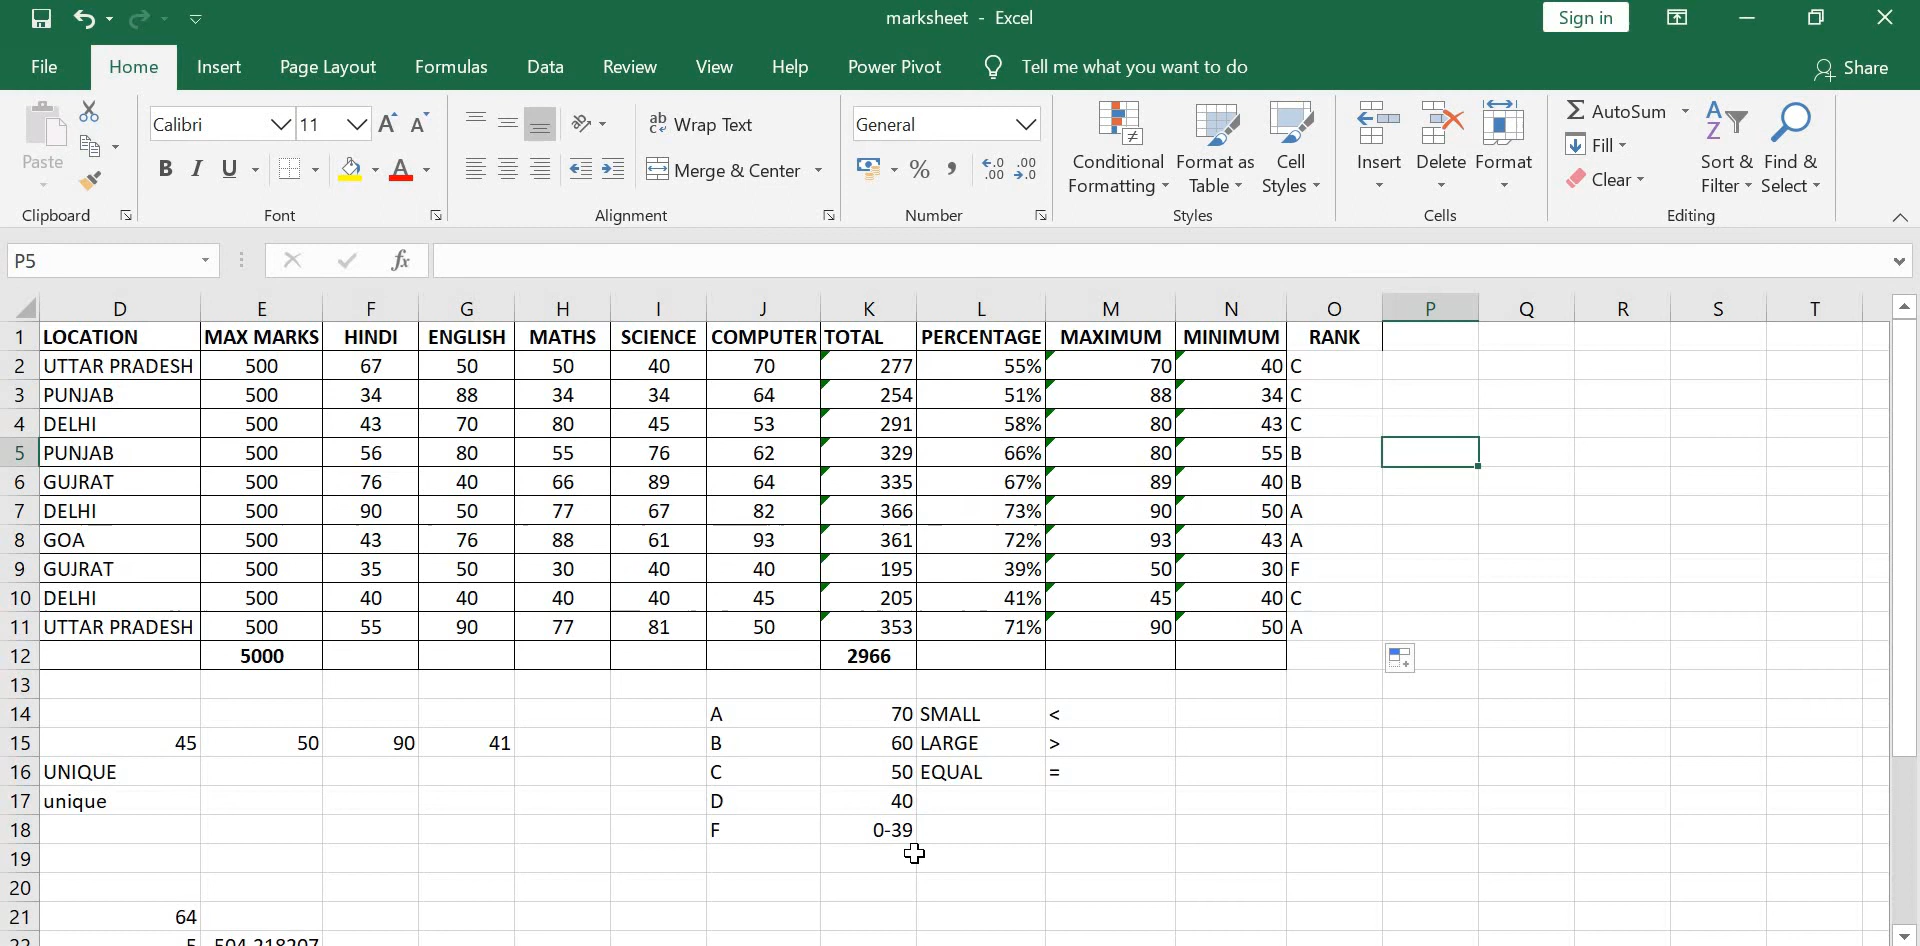 marksheet - Excel
Sign in
File Home Insert Page Layout Formulas Data Review View Help Power Pivot Tell me what you want to do Share
Paste
Calibri 11
B I U
Wrap Text
Merge & Center
General
Conditional Formatting
Format as Table
Cell Styles
Insert
Delete
Format
AutoSum
Fill
Clear
Sort & Filter
Find & Select
Clipboard Font Alignment Number Styles Cells Editing
P5 fx
D E F G H I J K L M N O P Q R S T
1 LOCATION MAX MARKS HINDI ENGLISH MATHS SCIENCE COMPUTER TOTAL PERCENTAGE MAXIMUM MINIMUM RANK
2 UTTAR PRADESH 500 67 50 50 40 70 277 55% 70 40 C
3 PUNJAB 500 34 88 34 34 64 254 51% 88 34 C
4 DELHI 500 43 70 80 45 53 291 58% 80 43 C
5 PUNJAB 500 56 80 55 76 62 329 66% 80 55 B
6 GUJRAT 500 76 40 66 89 64 335 67% 89 40 B
7 DELHI 500 90 50 77 67 82 366 73% 90 50 A
8 GOA 500 43 76 88 61 93 361 72% 93 43 A
9 GUJRAT 500 35 50 30 40 40 195 39% 50 30 F
10 DELHI 500 40 40 40 40 45 205 41% 45 40 C
11 UTTAR PRADESH 500 55 90 77 81 50 353 71% 90 50 A
12 5000 2966
13
14 A 70 SMALL <
15 45 50 90 41 B 60 LARGE >
16 UNIQUE C 50 EQUAL =
17 unique D 40
18 F 0-39
19
20
21 64
22 5 504.218207